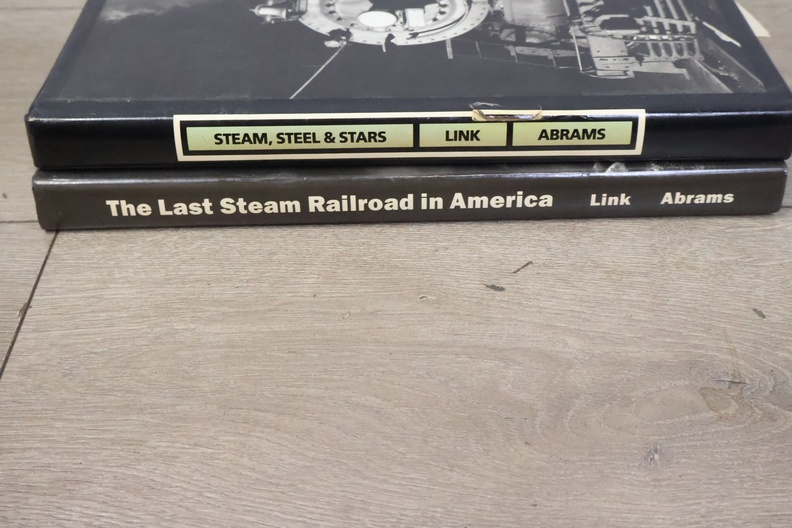 STEAM, STEEL & STARS LINK ABRAMS
The Last Steam Railroad in America Link Abrams